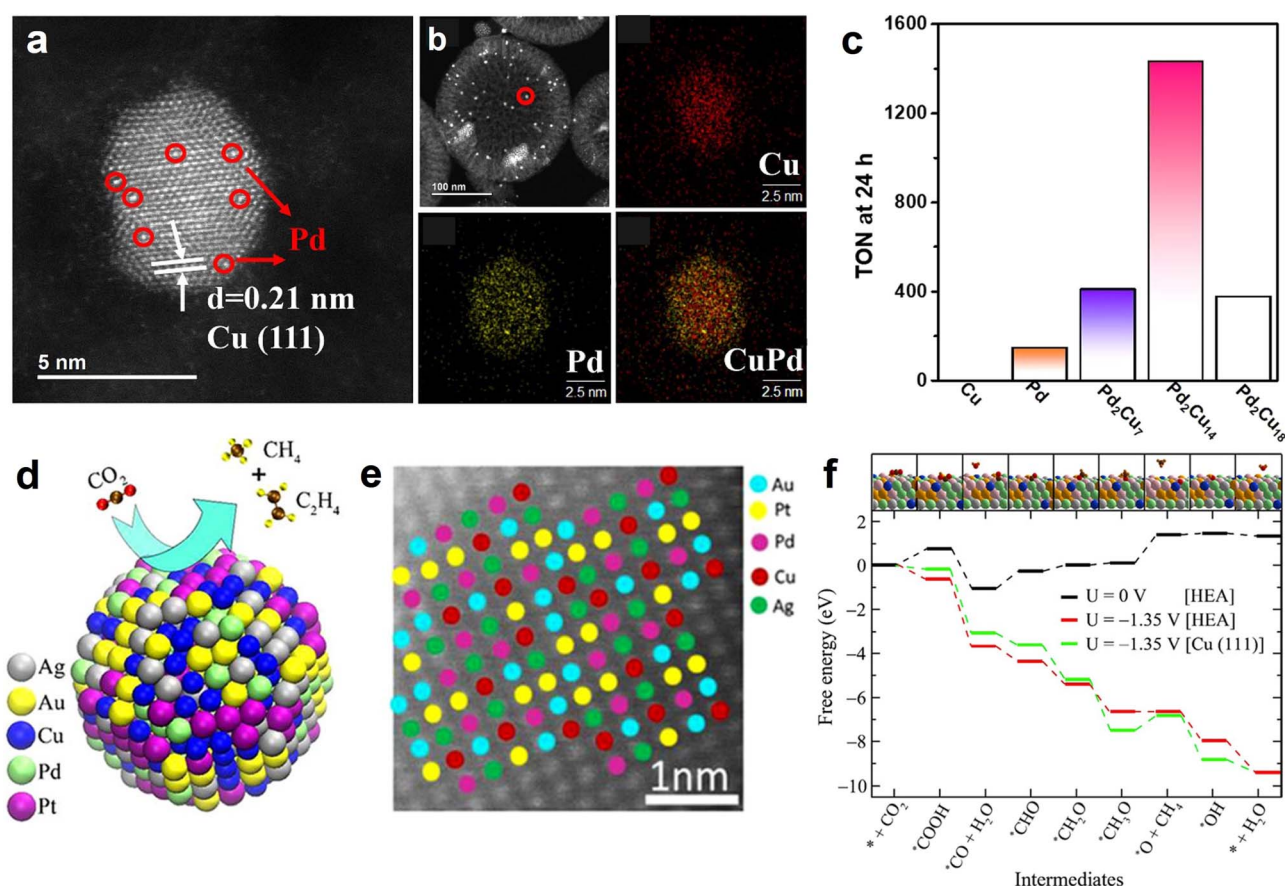 a
Pd
d=0.21 nm
Cu (111)
5 nm
b
100 nm
Cu
2.5 nm
Pd
2.5 nm
CuPd
2.5 nm
c
1600
1200
800
400
0
TON at 24 h
Cu
Pd
Pd₂Cu₇
Pd₂Cu₁₄
Pd₂Cu₁₈
d
CO₂
CH₄
+
C₂H₄
Ag
Au
Cu
Pd
Pt
e
Au
Pt
Pd
Cu
Ag
1nm
f
2
0
−2
−4
−6
−8
−10
Free energy (eV)
U = 0 V [HEA]
U = −1.35 V [HEA]
U = −1.35 V [Cu (111)]
* + CO₂
*COOH
*CO + H₂O
*CHO
*CH₂O
*CH₃O
*O + CH₄
*OH
* + H₂O
Intermediates